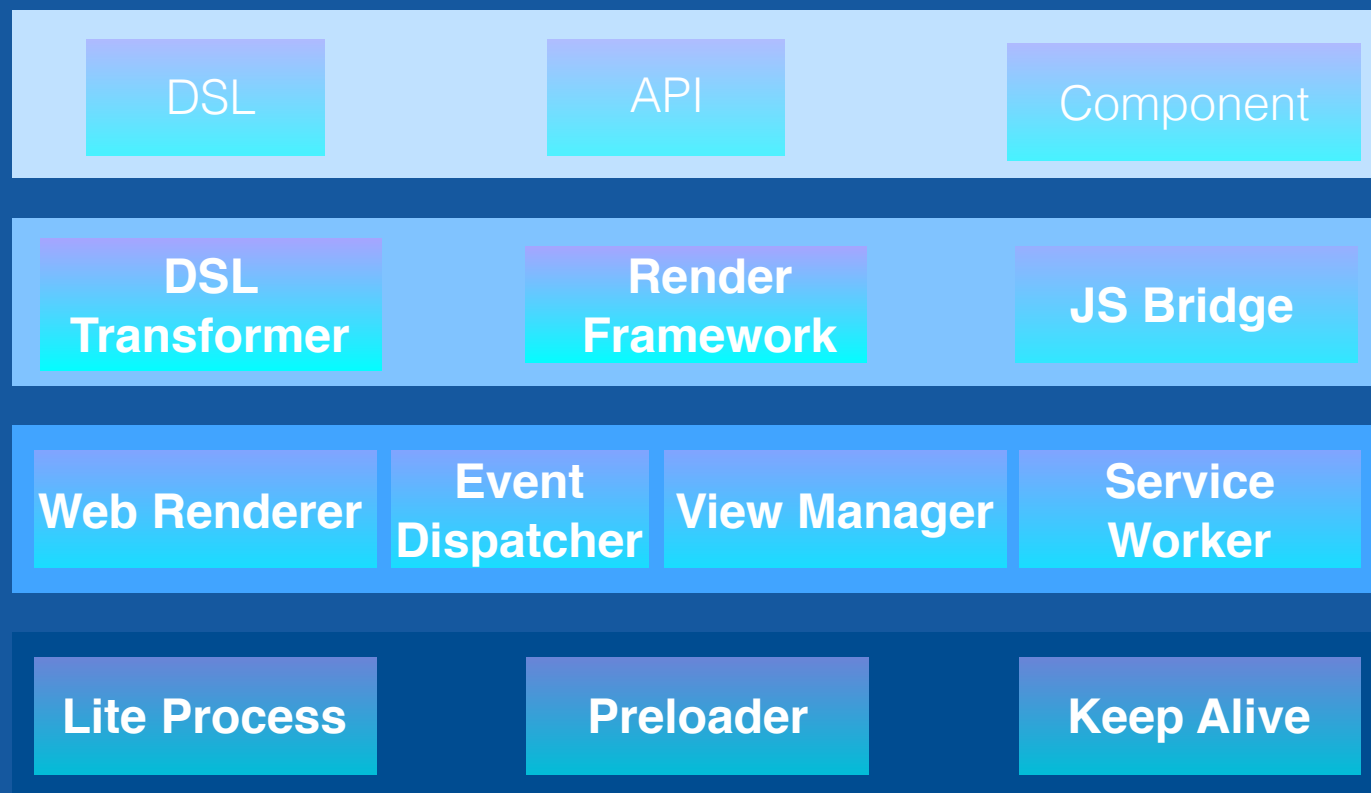 DSL
API
Component
DSL
Transformer
Render
Framework
JS Bridge
Web Renderer
Event
Dispatcher
View Manager
Service
Worker
Lite Process
Preloader
Keep Alive